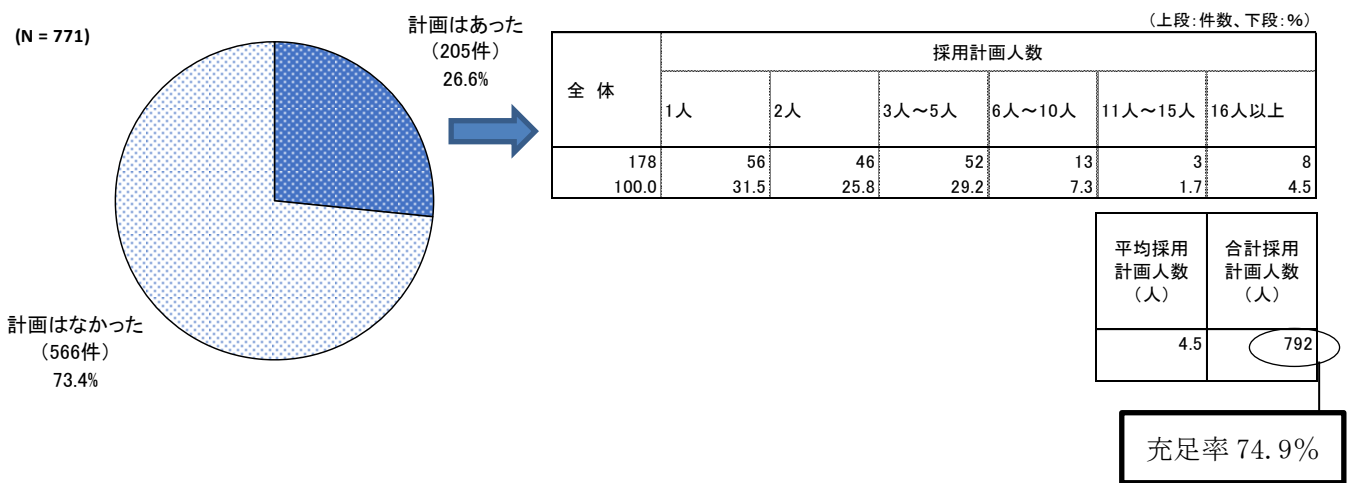 (N = 771)
計画はあった
（205件）
26.6%
計画はなかった
（566件）
73.4%
（上段：件数、下段：％）
全 体
採用計画人数
1人 2人 3人～5人 6人～10人 11人～15人 16人以上
178 56 46 52 13 3 8
100.0 31.5 25.8 29.2 7.3 1.7 4.5
平均採用
計画人数
（人）
合計採用
計画人数
（人）
4.5 792
充足率 74.9％